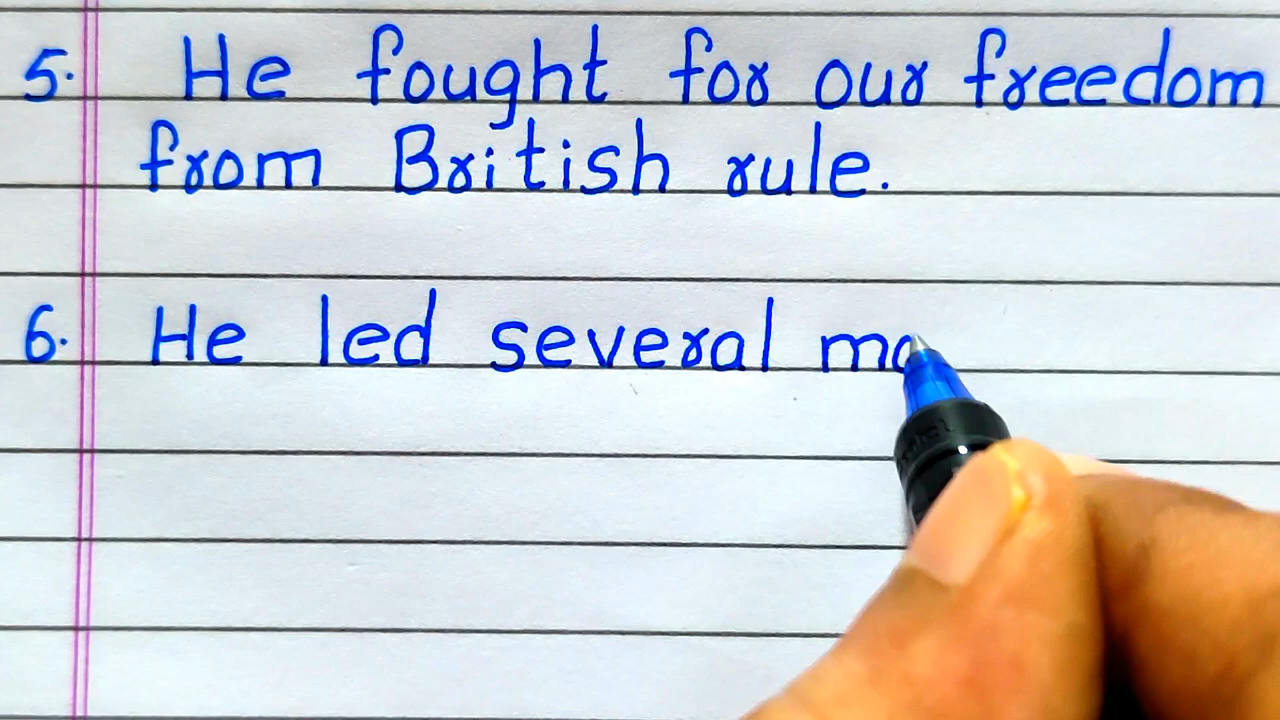 5. He fought for our freedom
from British rule.
6. He led several